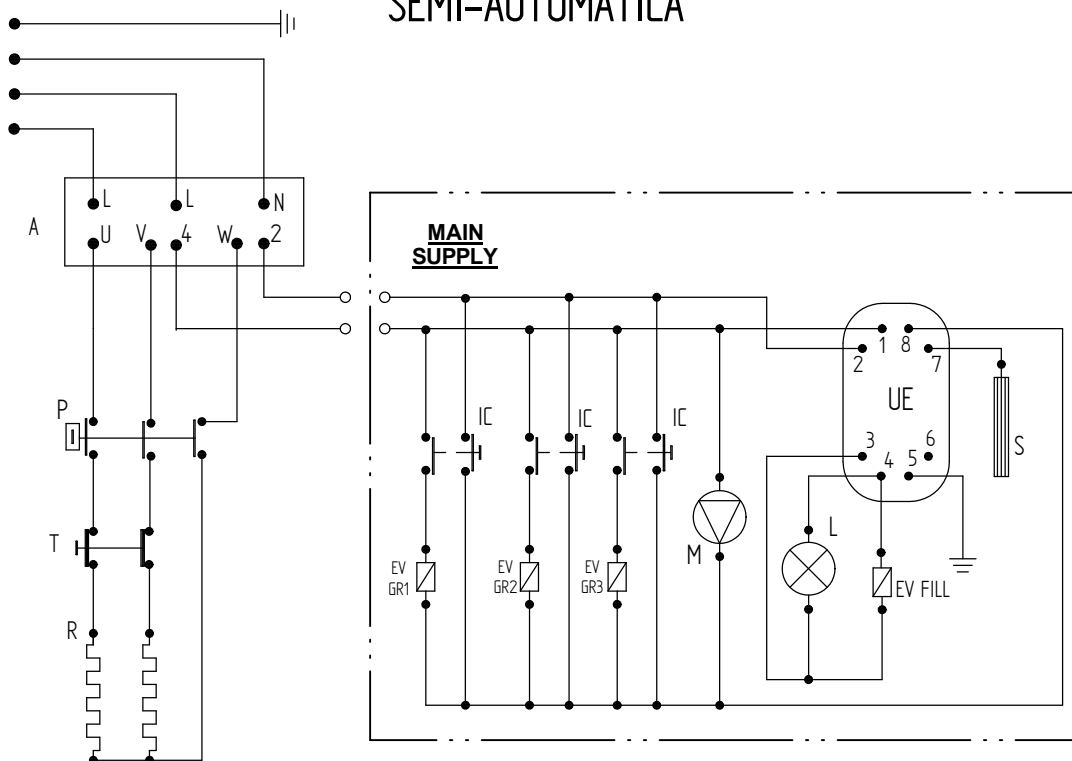 SEMI-AUTOMATICA
L L N
A
U V 4 W 2
MAIN
SUPPLY
1 8
2 7
UE
P
IC IC IC
3 6
4 5
S
T
L
M
EV
GR1
EV
GR2
EV
GR3
EV FILL
R